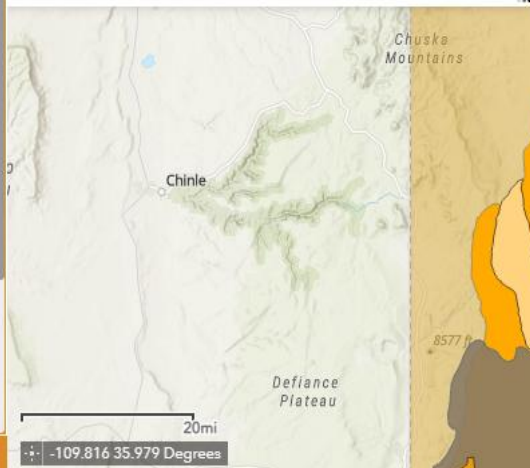 Chuska
Mountains
Chinle
8577 ft
Defiance
Plateau
20mi
-109.816 35.979 Degrees